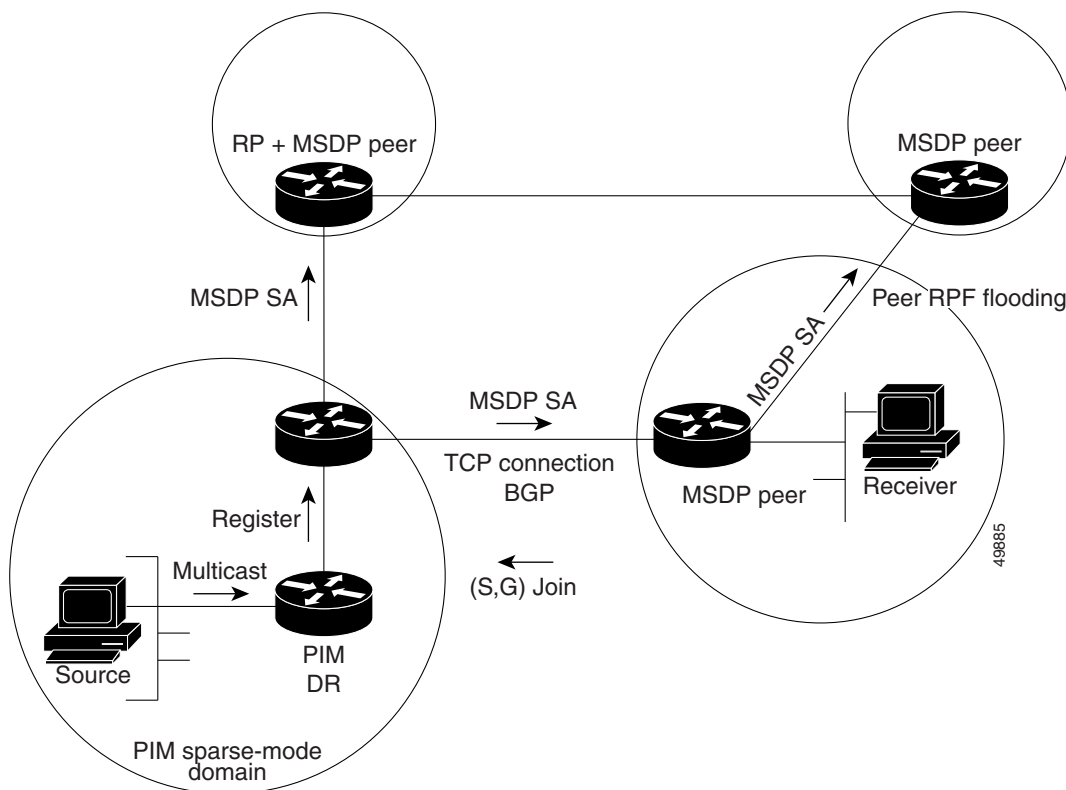 RP + MSDP peer
MSDP peer
MSDP SA
Peer RPF flooding
MSDP SA
MSDP SA
TCP connection
BGP
MSDP peer
Receiver
Register
49885
Multicast
(S,G) Join
Source
PIM
DR
PIM sparse-mode
domain